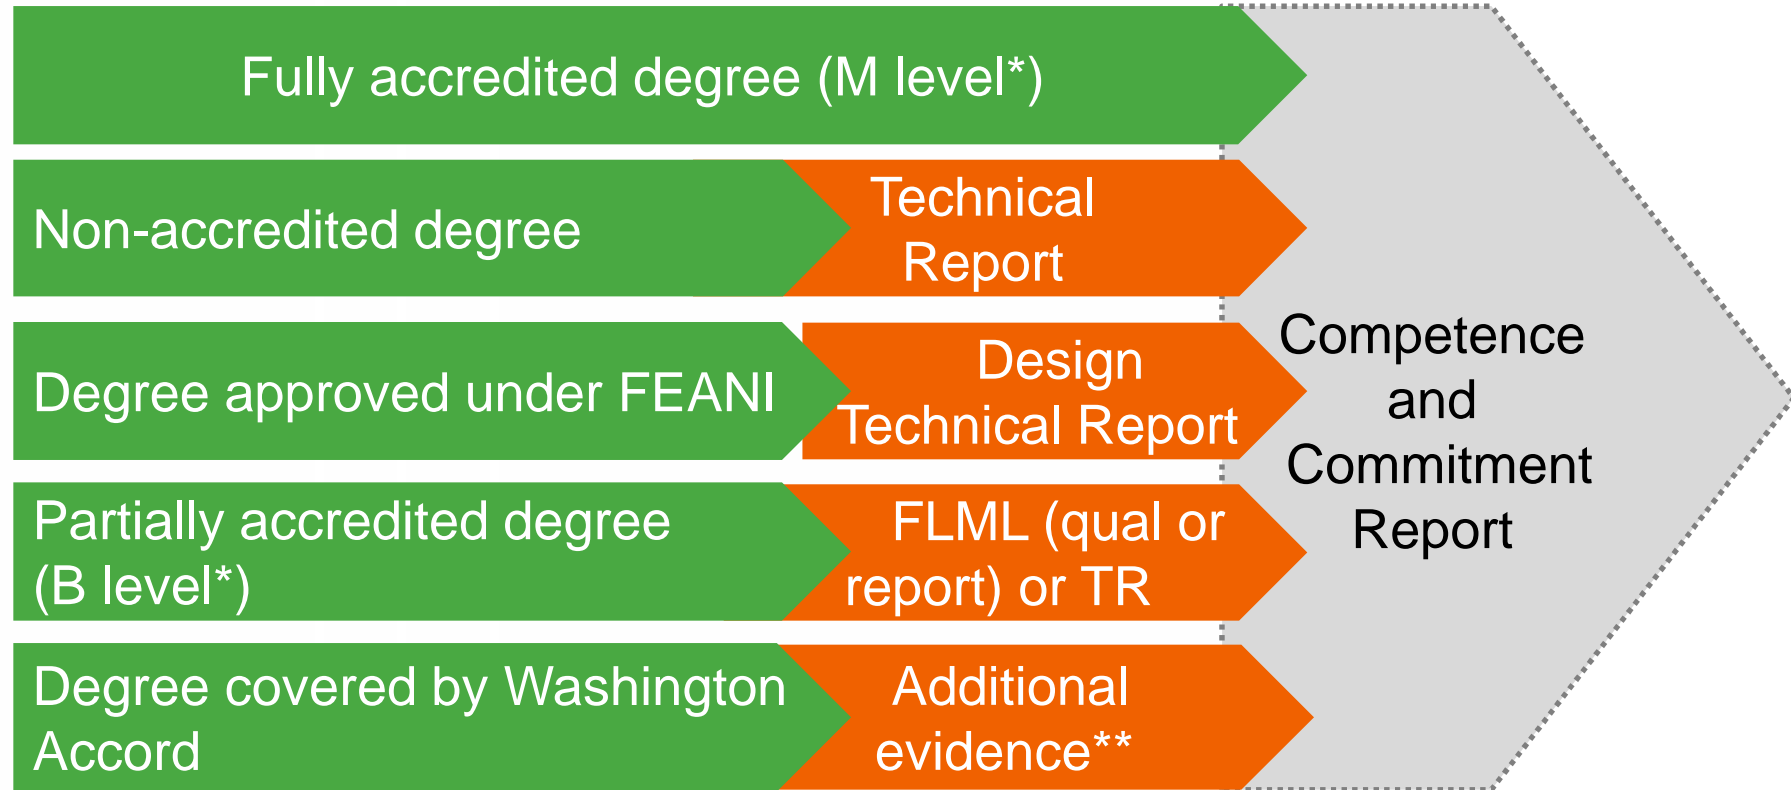 Fully accredited degree (M level*)
Non-accredited degree
Technical
Report
Degree approved under FEANI
Design
Technical Report
Partially accredited degree
(B level*)
FLML (qual or
report) or TR
Degree covered by Washington
Accord
Additional
evidence**
Competence
and
Commitment
Report